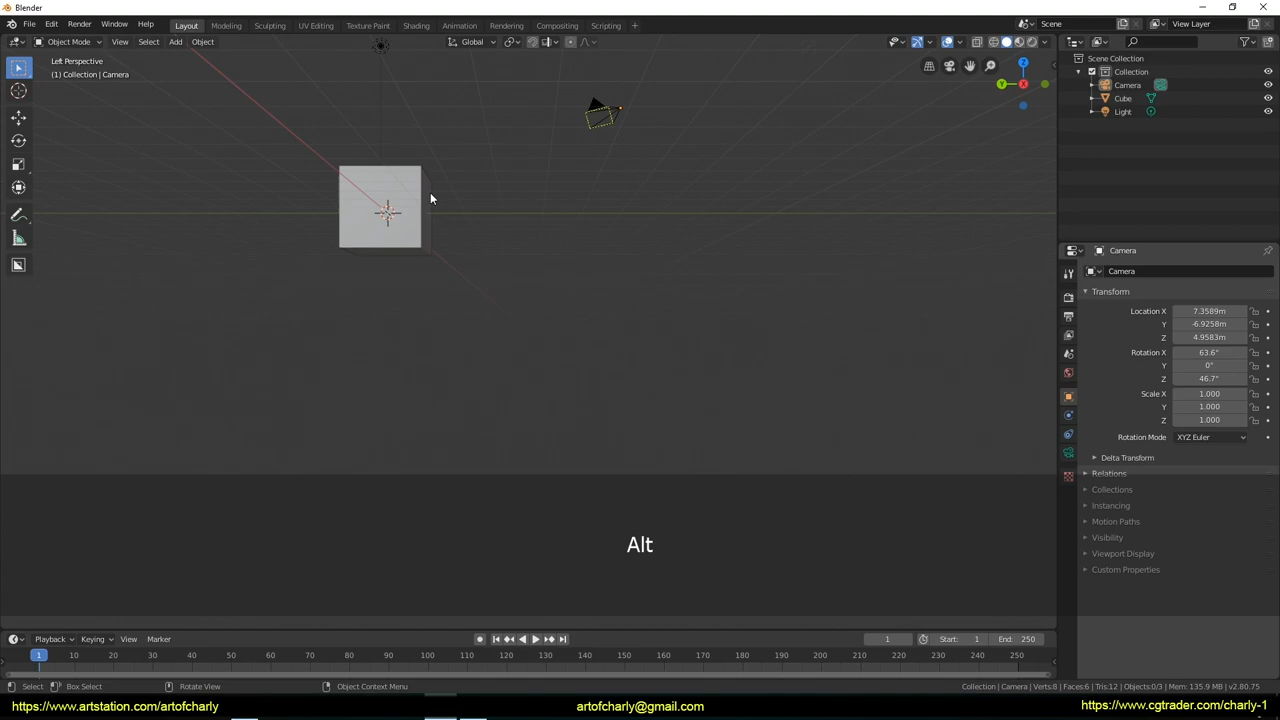 Blender
File Edit Render Window Help Layout Modeling Sculpting UV Editing Texture Paint Shading Animation Rendering Compositing Scripting + Scene View Layer
Object Mode View Select Add Object Global
Left Perspective
(1) Collection | Camera
Z
Y X
Scene Collection
Collection
Camera
Cube
Light
Camera
Camera
Transform
Location X 7.3589m
Y -6.9258m
Z 4.9583m
Rotation X 63.6°
Y 0°
Z 46.7°
Scale X 1.000
Y 1.000
Z 1.000
Rotation Mode XYZ Euler
Delta Transform
Relations
Collections
Instancing
Motion Paths
Visibility
Viewport Display
Custom Properties
Alt
Playback Keying View Marker 1 Start: 1 End: 250
1 10 20 30 40 50 60 70 80 90 100 110 120 130 140 150 160 170 180 190 200 210 220 230 240 250
Select Box Select Rotate View Object Context Menu Collection | Camera | Verts:8 | Faces:6 | Tris:12 | Objects:0/3 | Mem: 135.9 MB | v2.80.75
https://www.artstation.com/artofcharly artofcharly@gmail.com https://www.cgtrader.com/charly-1